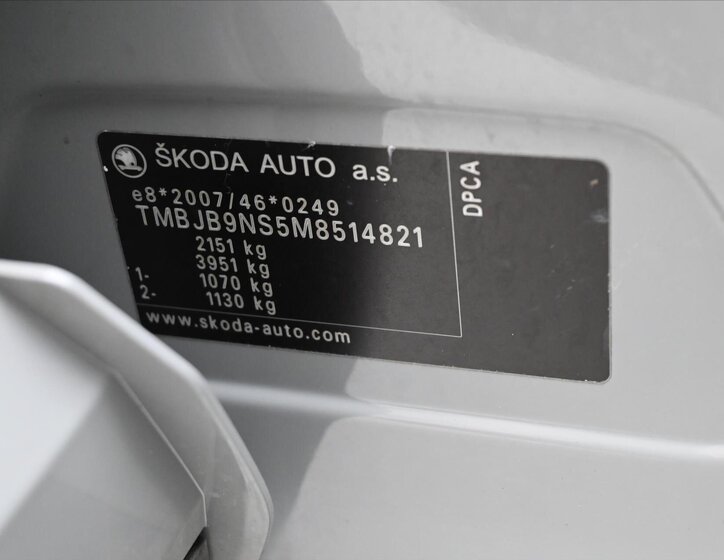 ŠKODA AUTO a.s.
e8*2007/46*0249
TMBJB9NS5M8514821
2151 kg
3951 kg
1- 1070 kg
2- 1130 kg
www.skoda-auto.com
DPCA